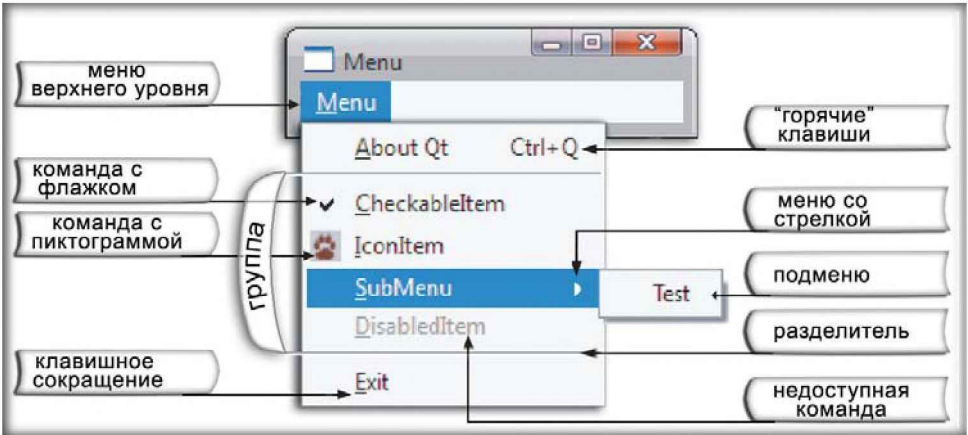 меню
верхнего уровня
команда с
флажком
команда с
пиктограммой
группа
клавишное
сокращение
Menu
Menu
About Qt Ctrl+Q
CheckableItem
IconItem
SubMenu
DisabledItem
Exit
Test
"горячие"
клавиши
меню со
стрелкой
подменю
разделитель
недоступная
команда